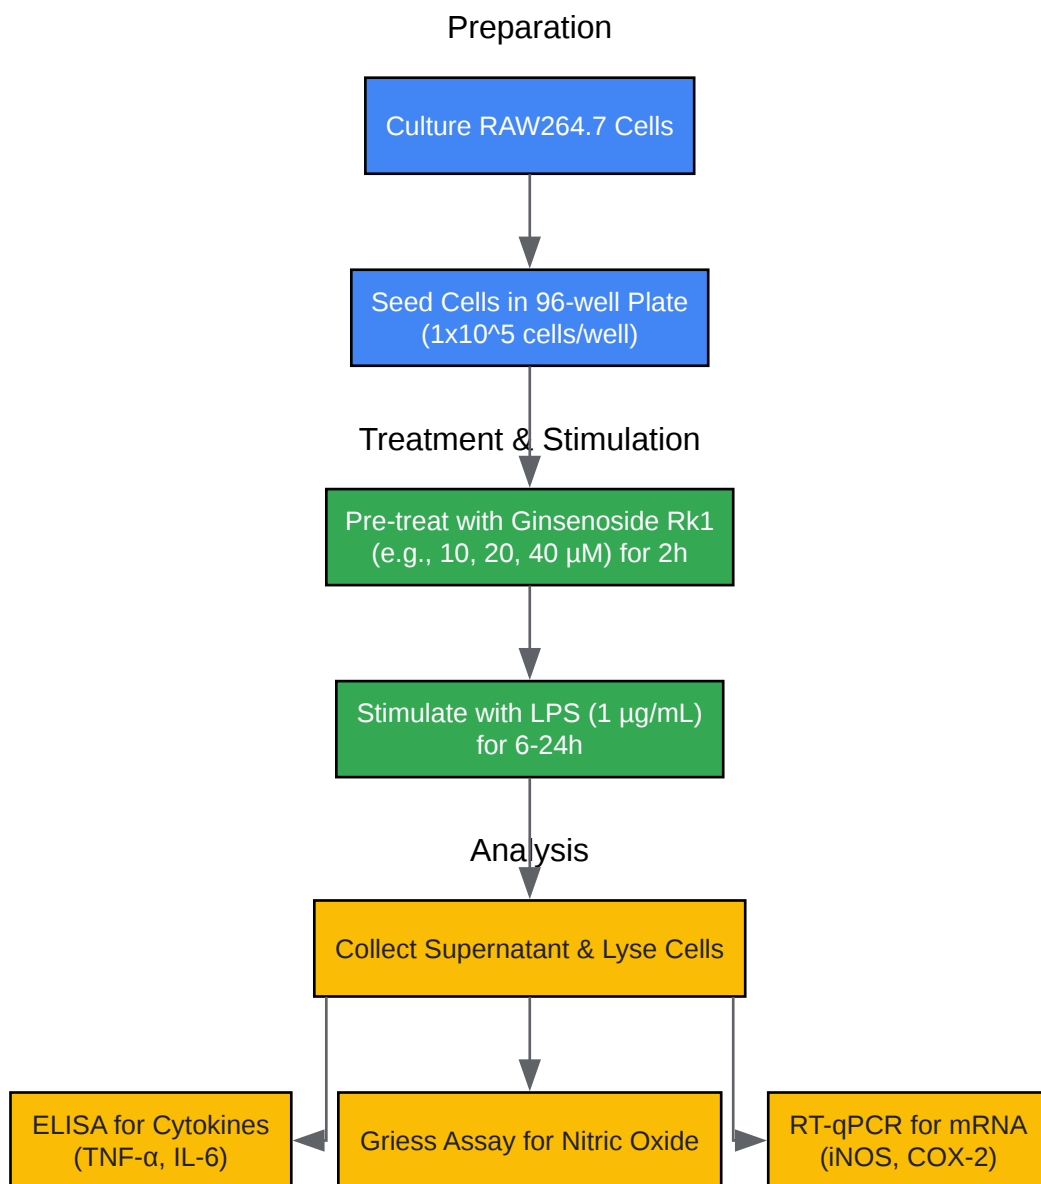 Preparation
Culture RAW264.7 Cells
Seed Cells in 96-well Plate
(1x10^5 cells/well)
Treatment & Stimulation
Pre-treat with Ginsenoside Rk1
(e.g., 10, 20, 40 µM) for 2h
Stimulate with LPS (1 µg/mL)
for 6-24h
Analysis
Collect Supernatant & Lyse Cells
ELISA for Cytokines
(TNF-α, IL-6)
Griess Assay for Nitric Oxide
RT-qPCR for mRNA
(iNOS, COX-2)